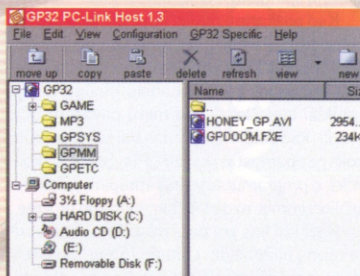 GP32 PC-Link Host 1.3
File Edit View Configuration GP32 Specific Help
move up copy paste delete refresh view new
Name Siz
GP32
GAME
MP3
GPSYS
GPMM
GPETC
Computer
3½ Floppy (A:)
HARD DISK (C:)
Audio CD (D:)
(E:)
Removable Disk (F:)
..
HONEY_GP.AVI 2954..
GPDOOM.FXE 234K